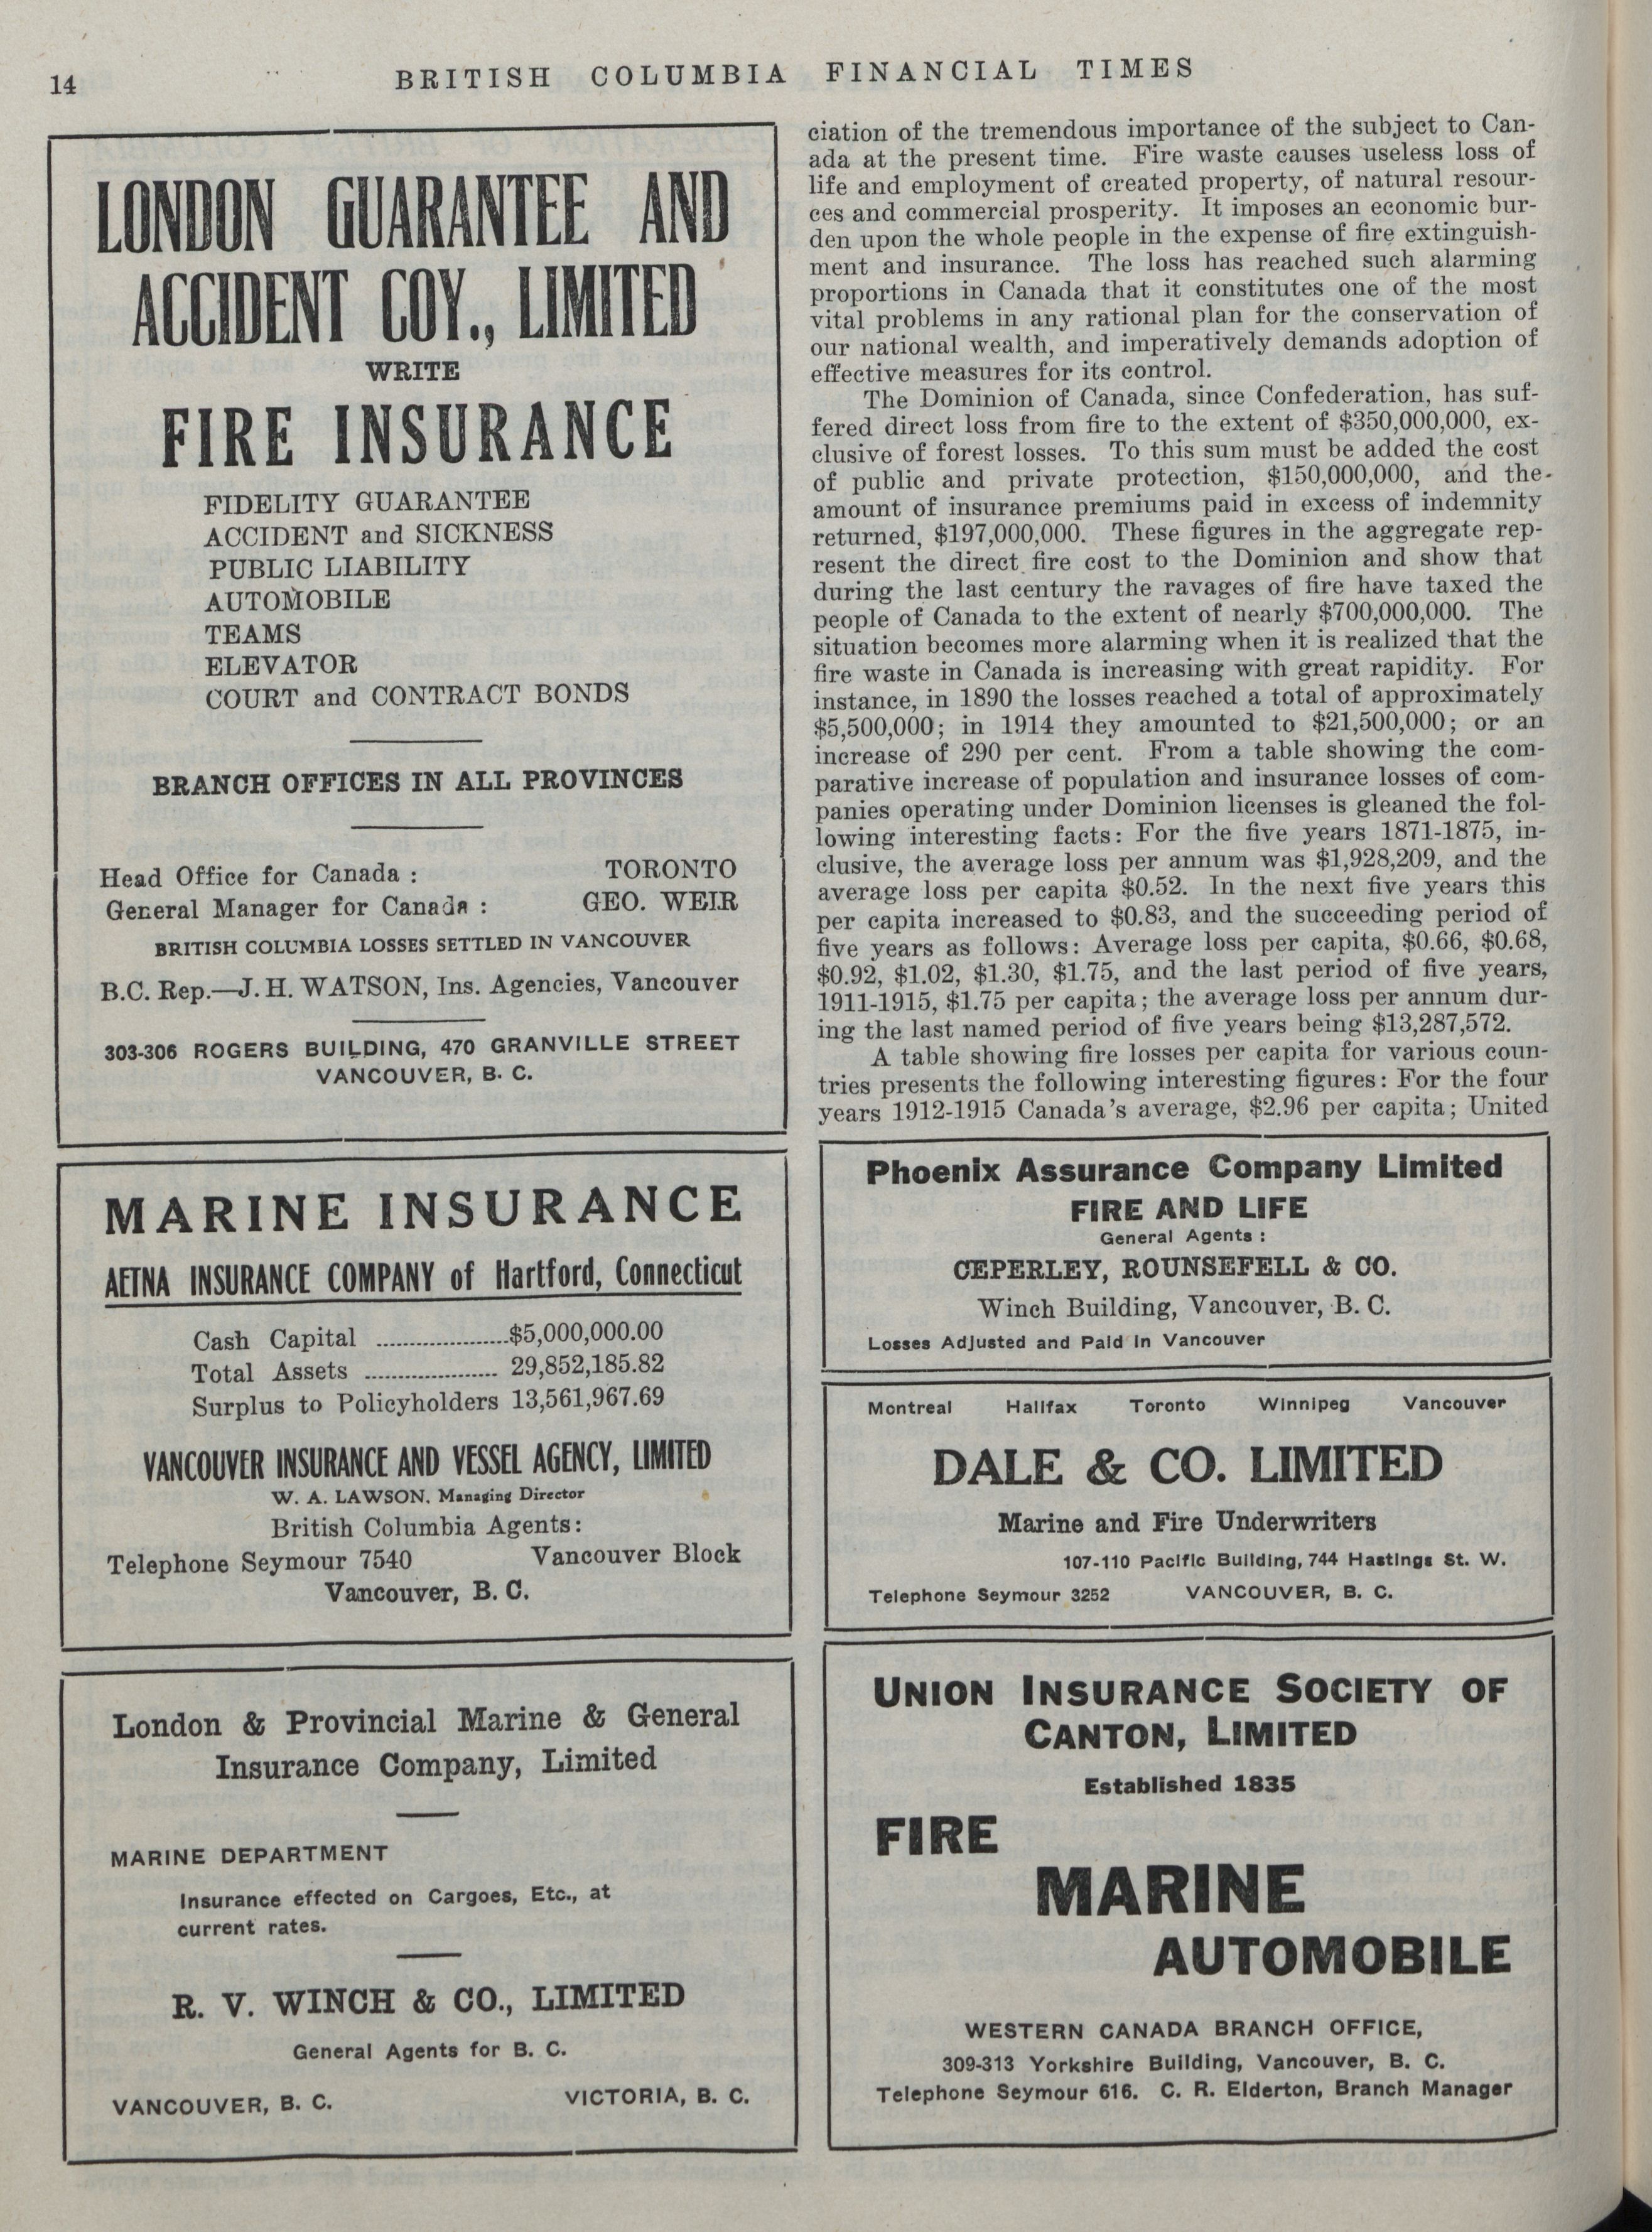 14
BRITISH COLUMBIA FINANCIAL TIMES
LONDON GUARANTEE AND
ACCIDENT COY., LIMITED
WRITE
FIRE INSURANCE
FIDELITY GUARANTEE
ACCIDENT and SICKNESS
PUBLIC LIABILITY
AUTOMOBILE
TEAMS
ELEVATOR
COURT and CONTRACT BONDS
BRANCH OFFICES IN ALL PROVINCES
Head Office for Canada : TORONTO
General Manager for Canada : GEO. WEIR
BRITISH COLUMBIA LOSSES SETTLED IN VANCOUVER
B.C. Rep.—J. H. WATSON, Ins. Agencies, Vancouver
303-306 ROGERS BUILDING, 470 GRANVILLE STREET
VANCOUVER, B. C.
MARINE INSURANCE
AETNA INSURANCE COMPANY of Hartford, Connecticut
Cash Capital ..................$5,000,000.00
Total Assets .................. 29,852,185.82
Surplus to Policyholders 13,561,967.69
VANCOUVER INSURANCE AND VESSEL AGENCY, LIMITED
W. A. LAWSON. Managing Director
British Columbia Agents:
Telephone Seymour 7540 Vancouver Block
Vancouver, B. C.
London & Provincial Marine & General
Insurance Company, Limited
MARINE DEPARTMENT
Insurance effected on Cargoes, Etc., at
current rates.
R. V. WINCH & CO., LIMITED
General Agents for B. C.
VANCOUVER, B. C. VICTORIA, B. C.
ciation of the tremendous importance of the subject to Can-
ada at the present time. Fire waste causes useless loss of
life and employment of created property, of natural resour-
ces and commercial prosperity. It imposes an economic bur-
den upon the whole people in the expense of fire extinguish-
ment and insurance. The loss has reached such alarming
proportions in Canada that it constitutes one of the most
vital problems in any rational plan for the conservation of
our national wealth, and imperatively demands adoption of
effective measures for its control.
The Dominion of Canada, since Confederation, has suf-
fered direct loss from fire to the extent of $350,000,000, ex-
clusive of forest losses. To this sum must be added the cost
of public and private protection, $150,000,000, and the
amount of insurance premiums paid in excess of indemnity
returned, $197,000,000. These figures in the aggregate rep-
resent the direct fire cost to the Dominion and show that
during the last century the ravages of fire have taxed the
people of Canada to the extent of nearly $700,000,000. The
situation becomes more alarming when it is realized that the
fire waste in Canada is increasing with great rapidity. For
instance, in 1890 the losses reached a total of approximately
$5,500,000; in 1914 they amounted to $21,500,000; or an
increase of 290 per cent. From a table showing the com-
parative increase of population and insurance losses of com-
panies operating under Dominion licenses is gleaned the fol-
lowing interesting facts: For the five years 1871-1875, in-
clusive, the average loss per annum was $1,928,209, and the
average loss per capita $0.52. In the next five years this
per capita increased to $0.83, and the succeeding period of
five years as follows: Average loss per capita, $0.66, $0.68,
$0.92, $1.02, $1.30, $1.75, and the last period of five years,
1911-1915, $1.75 per capita; the average loss per annum dur-
ing the last named period of five years being $13,287,572.
A table showing fire losses per capita for various coun-
tries presents the following interesting figures: For the four
years 1912-1915 Canada's average, $2.96 per capita; United
Phoenix Assurance Company Limited
FIRE AND LIFE
General Agents :
CEPERLEY, ROUNSEFELL & CO.
Winch Building, Vancouver, B. C.
Losses Adjusted and Paid in Vancouver
Montreal Halifax Toronto Winnipeg Vancouver
DALE & CO. LIMITED
Marine and Fire Underwriters
107-110 Pacific Building, 744 Hastings St. W.
Telephone Seymour 3252 VANCOUVER, B. C.
UNION INSURANCE SOCIETY OF
CANTON, LIMITED
Established 1835
FIRE
MARINE
AUTOMOBILE
WESTERN CANADA BRANCH OFFICE,
309-313 Yorkshire Building, Vancouver, B. C.
Telephone Seymour 616. C. R. Elderton, Branch Manager